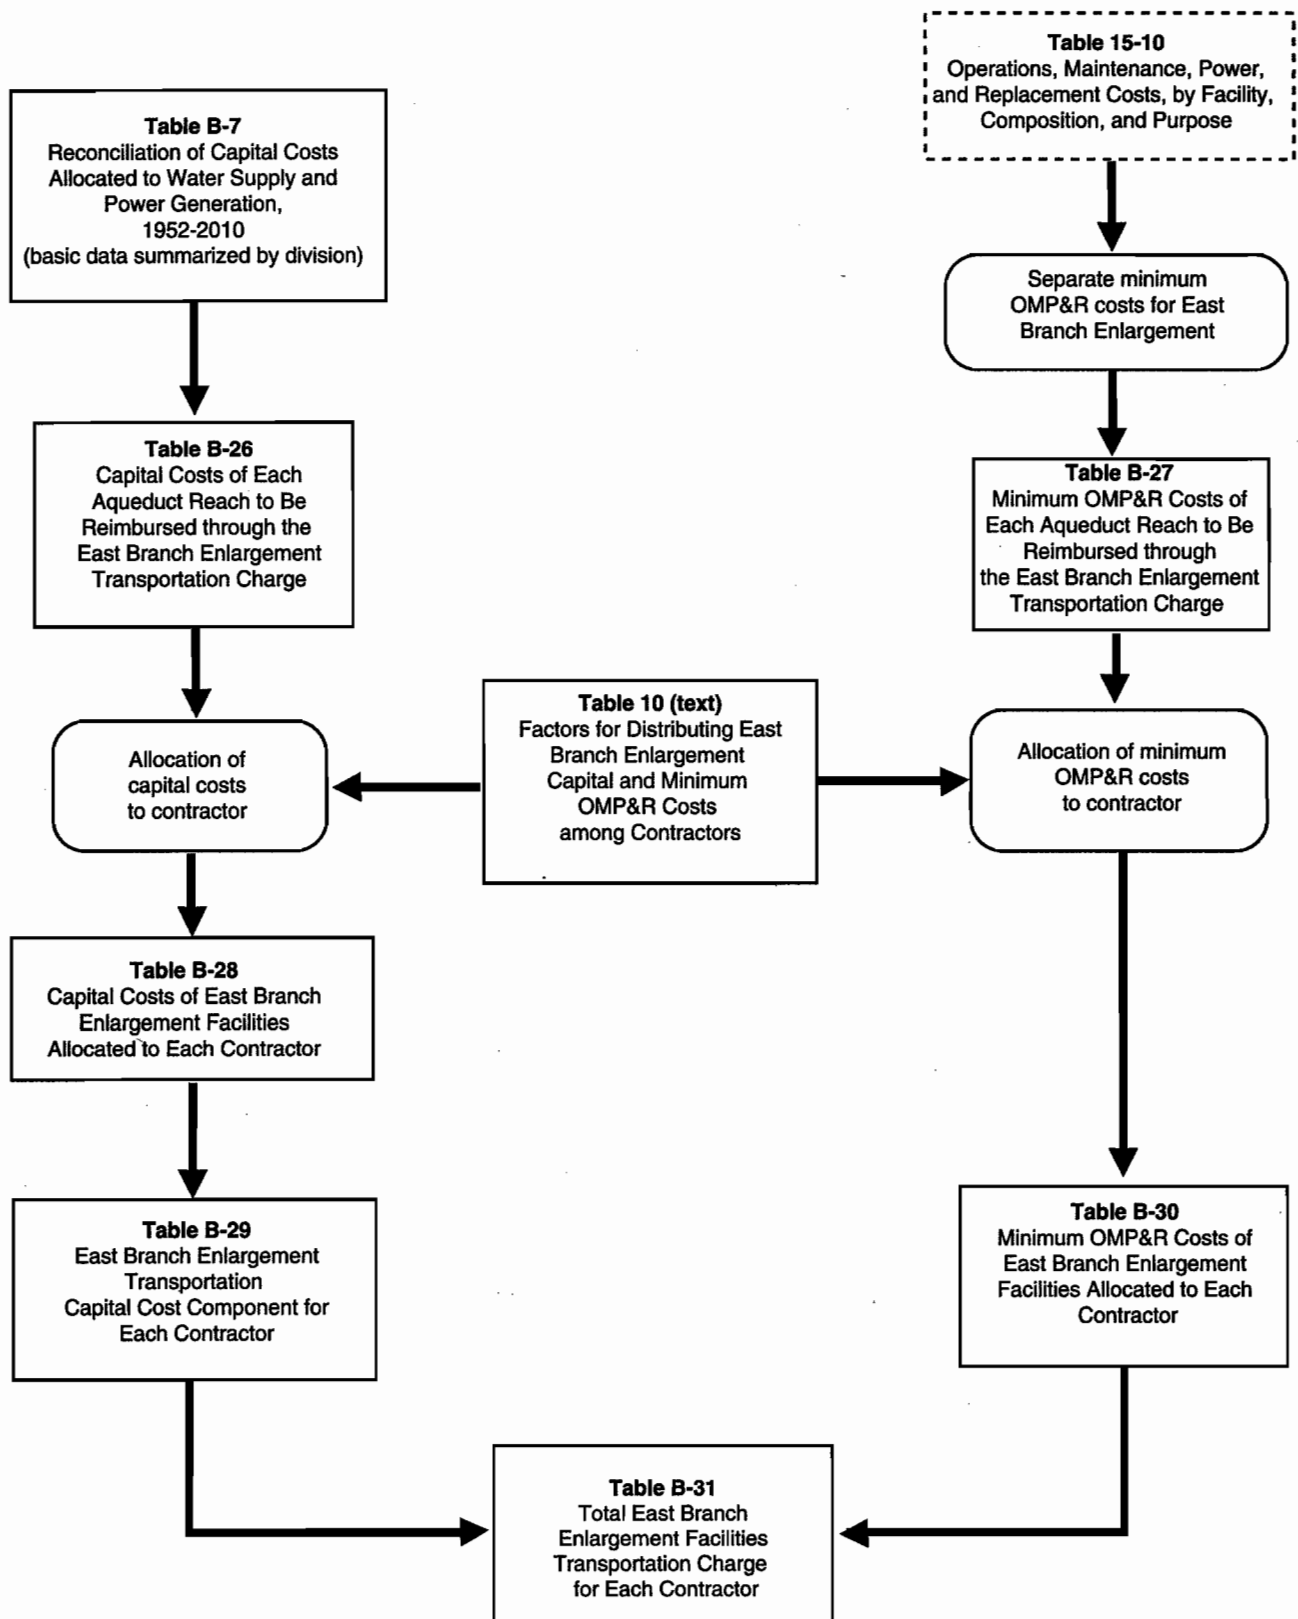 Table 15-10
Operations, Maintenance, Power,
and Replacement Costs, by Facility,
Composition, and Purpose
Table B-7
Reconciliation of Capital Costs
Allocated to Water Supply and
Power Generation,
1952-2010
(basic data summarized by division)
Separate minimum
OMP&R costs for East
Branch Enlargement
Table B-26
Capital Costs of Each
Aqueduct Reach to Be
Reimbursed through the
East Branch Enlargement
Transportation Charge
Table B-27
Minimum OMP&R Costs of
Each Aqueduct Reach to Be
Reimbursed through
the East Branch Enlargement
Transportation Charge
Table 10 (text)
Factors for Distributing East
Branch Enlargement
Capital and Minimum
OMP&R Costs
among Contractors
Allocation of
capital costs
to contractor
Allocation of minimum
OMP&R costs
to contractor
Table B-28
Capital Costs of East Branch
Enlargement Facilities
Allocated to Each Contractor
Table B-29
East Branch Enlargement
Transportation
Capital Cost Component for
Each Contractor
Table B-30
Minimum OMP&R Costs of
East Branch Enlargement
Facilities Allocated to Each
Contractor
Table B-31
Total East Branch
Enlargement Facilities
Transportation Charge
for Each Contractor